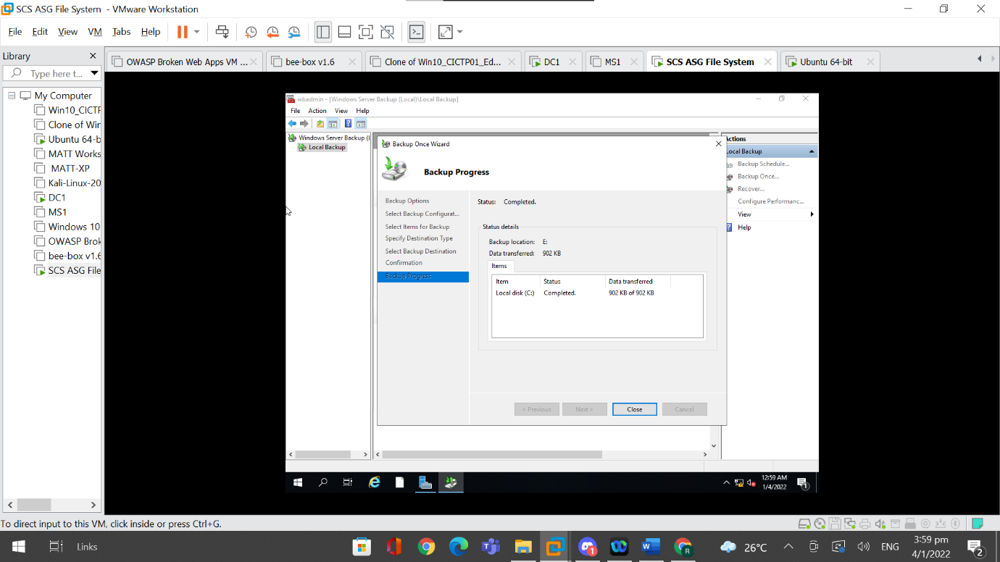 SCS ASG File System - VMware Workstation
File Edit View VM Tabs Help
Library
Type here t...
OWASP Broken Web Apps VM ...
bee-box v1.6
Clone of Win10_CICTP01_Ed...
DC1
MS1
SCS ASG File System
Ubuntu 64-bit
My Computer
Win10_CICTF
Clone of Wir
Ubuntu 64-b
MATT Works
MATT-XP
Kali-Linux-20
DC1
MS1
Windows 10
OWASP Brok
bee-box v1.6
SCS ASG File
wbadmin - [Windows Server Backup (Local)\Local Backup]
File Action View Help
Windows Server Backup (l
Local Backup
Backup Once Wizard
Backup Progress
Backup Options
Select Backup Configurat...
Select Items for Backup
Specify Destination Type
Select Backup Destination
Confirmation
Backup Progress
Status: Completed.
Status details
Backup location: E:
Data transferred: 902 KB
Items
Item Status Data transferred
Local disk (C:) Completed. 902 KB of 902 KB
< Previous Next > Close Cancel
Actions
Local Backup
Backup Schedule...
Backup Once...
Recover...
Configure Performanc...
View
Help
12:59 AM
1/4/2022
1
To direct input to this VM, click inside or press Ctrl+G.
Links
1
26°C
ENG
3:59 pm
4/1/2022
2